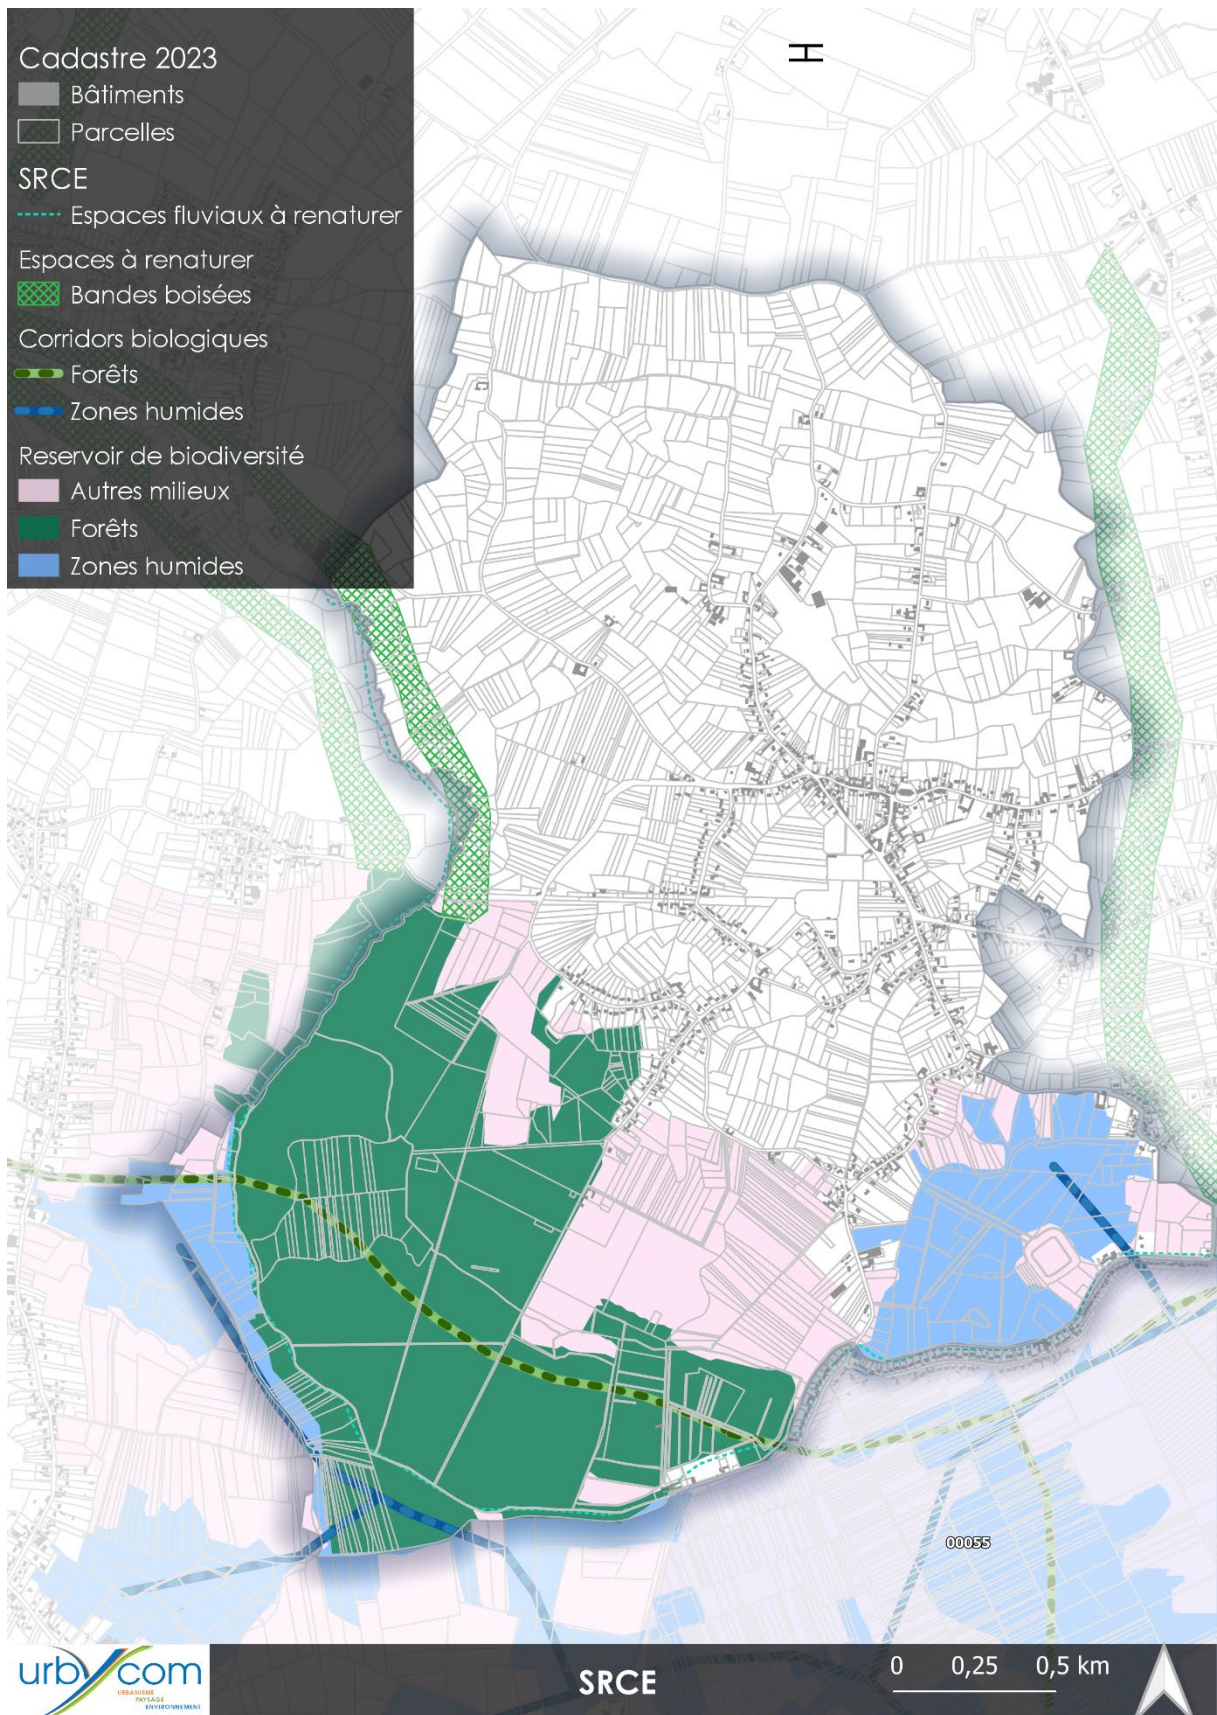 Cadastre 2023
Bâtiments
Parcelles
SRCE
Espaces fluviaux à renaturer
Espaces à renaturer
Bandes boisées
Corridors biologiques
Forêts
Zones humides
Reservoir de biodiversité
Autres milieux
Forêts
Zones humides
00055
urbycom
URBANISME
PAYSAGE
ENVIRONNEMENT
SRCE
0 0,25 0,5 km